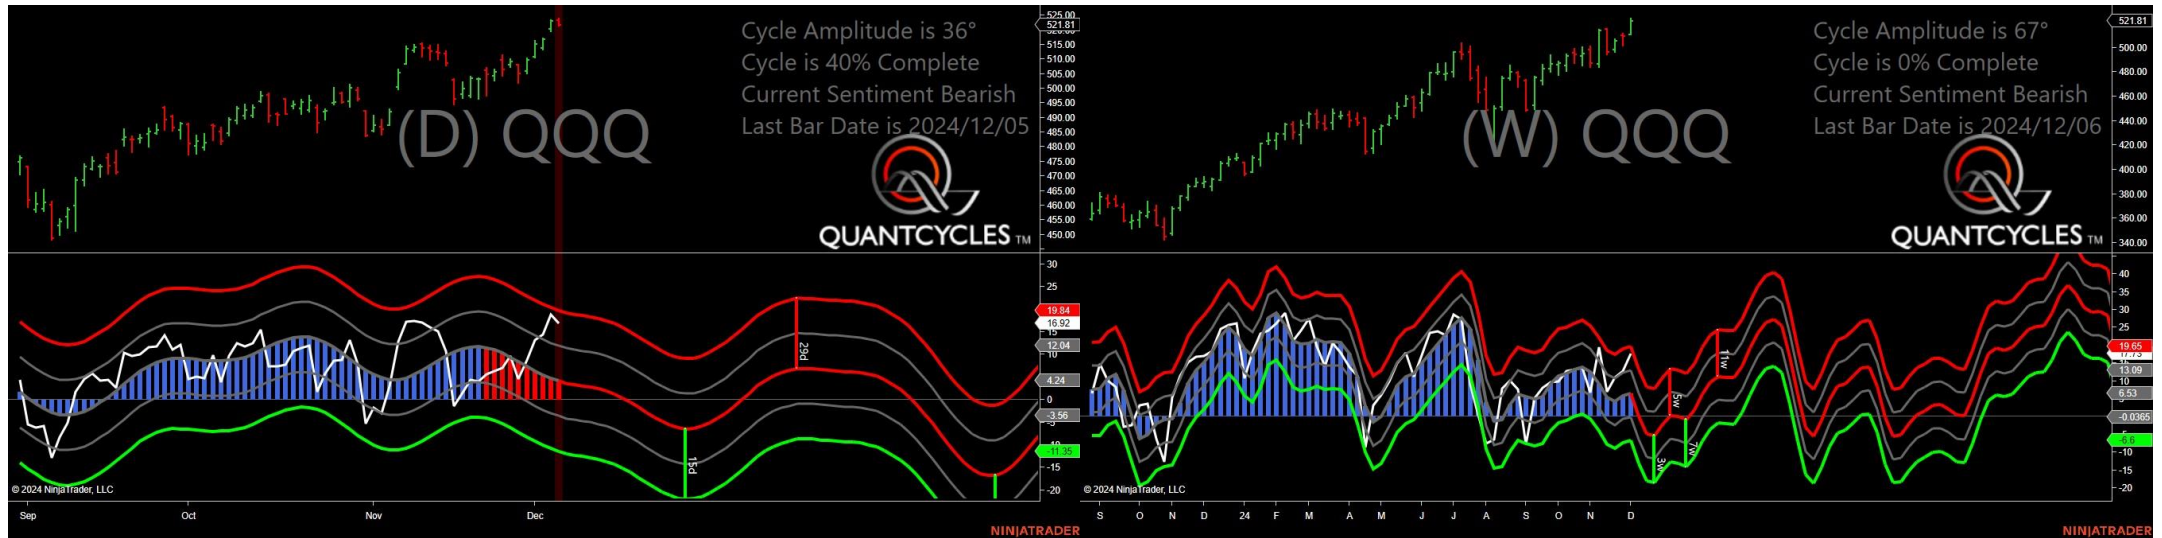 Cycle Amplitude is 36°
Cycle is 40% Complete
Current Sentiment Bearish
Last Bar Date is 2024/12/05
(D) QQQ
QUANTCYCLES TM
525.00
521.81
520.00
515.00
510.00
505.00
500.00
495.00
490.00
485.00
480.00
475.00
470.00
465.00
460.00
455.00
450.00
30
25
19.84
16.92
15
12.04
10
4.24
0
-3.56
-5
-11.35
-15
-20
29d
15d
© 2024 NinjaTrader, LLC
Sep Oct Nov Dec
NINJATRADER
Cycle Amplitude is 67°
Cycle is 0% Complete
Current Sentiment Bearish
Last Bar Date is 2024/12/06
(W) QQQ
QUANTCYCLES TM
521.81
500.00
480.00
460.00
440.00
420.00
400.00
380.00
360.00
340.00
40
35
30
25
19.65
17.73
13.09
10
6.53
-0.0365
-6.6
-10
-15
-20
5w
11w
3w
7w
© 2024 NinjaTrader, LLC
S O N D 24 F M A M J J A S O N D
NINJATRADER